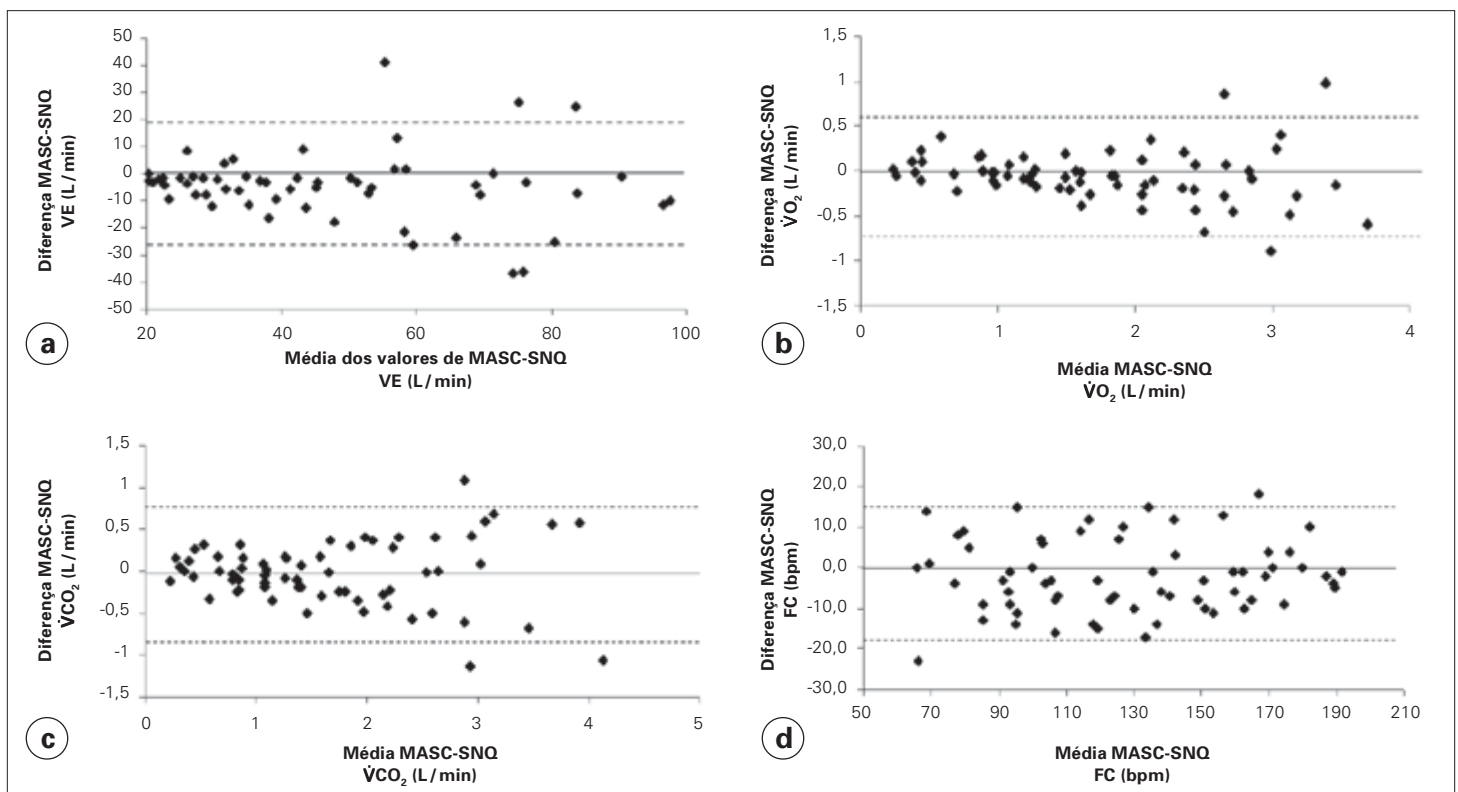 Diferença MASC-SNQ
VE (L / min)
50
40
30
20
10
0
-10
-20
-30
-40
-50
20
40
60
80
100
a
Média dos valores de MASC-SNQ
VE (L / min)
Diferença MASC-SNQ
V̇O₂ (L / min)
1,5
1
0,5
0
-0,5
-1
-1,5
0
1
2
3
4
b
Média MASC-SNQ
V̇O₂ (L / min)
Diferença MASC-SNQ
V̇CO₂ (L / min)
1,5
1
0,5
0
-0,5
-1
-1,5
0
1
2
3
4
5
c
Média MASC-SNQ
V̇CO₂ (L / min)
Diferença MASC-SNQ
FC (bpm)
30,0
20,0
10,0
0,0
-10,0
-20,0
-30,0
50
70
90
110
130
150
170
190
210
d
Média MASC-SNQ
FC (bpm)